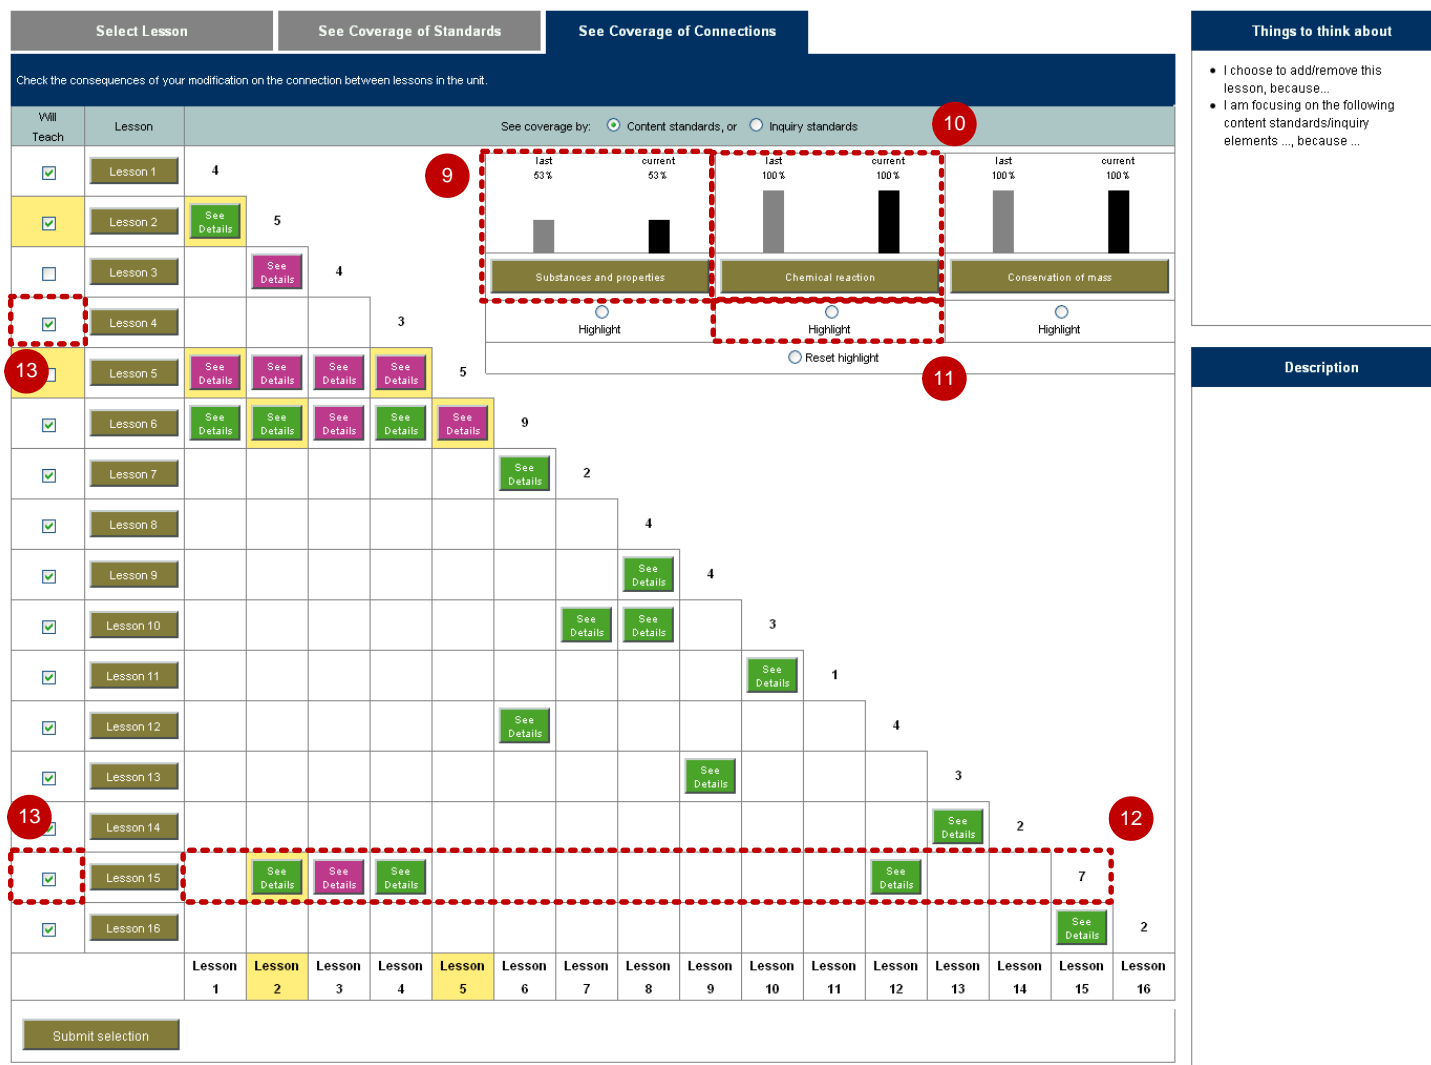 Select Lesson
See Coverage of Standards
See Coverage of Connections
Check the consequences of your modification on the connection between lessons in the unit.
Will
Teach
Lesson
See coverage by: Content standards, or Inquiry standards
10
9
last
53%
current
53%
last
100%
current
100%
last
100%
current
100%
Substances and properties
Chemical reaction
Conservation of mass
Highlight
Highlight
Highlight
Reset highlight
11
Lesson 1
4
Lesson 2
See
Details
5
Lesson 3
See
Details
4
Lesson 4
3
13
Lesson 5
See
Details
See
Details
See
Details
See
Details
5
Lesson 6
See
Details
See
Details
See
Details
See
Details
See
Details
9
Lesson 7
See
Details
2
Lesson 8
4
Lesson 9
See
Details
4
Lesson 10
See
Details
See
Details
3
Lesson 11
See
Details
1
Lesson 12
See
Details
4
Lesson 13
See
Details
3
13
Lesson 14
See
Details
2
12
Lesson 15
See
Details
See
Details
See
Details
See
Details
7
Lesson 16
See
Details
2
Lesson
1
Lesson
2
Lesson
3
Lesson
4
Lesson
5
Lesson
6
Lesson
7
Lesson
8
Lesson
9
Lesson
10
Lesson
11
Lesson
12
Lesson
13
Lesson
14
Lesson
15
Lesson
16
Submit selection
Things to think about
I choose to add/remove this
lesson, because...
I am focusing on the following
content standards/inquiry
elements ..., because ...
Description